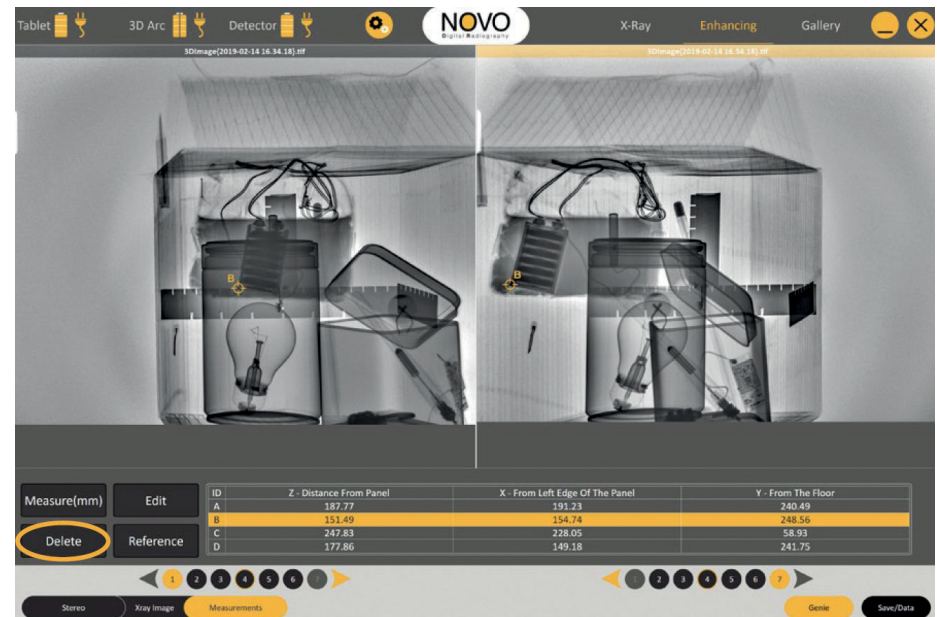 Tablet 3D Arc Detector NOVO X-Ray Enhancing Gallery
Digital Radiography
3DImage(2019-02-14 16.34.18).tif 3DImage(2019-02-14 16.34.18).tif
B B
Measure(mm) Edit
Delete Reference
ID Z - Distance From Panel X - From Left Edge Of The Panel Y - From The Floor
A 187.77 191.23 240.49
B 151.49 154.74 248.56
C 247.83 228.05 58.93
D 177.86 149.18 241.75
1 2 3 4 5 6 7 1 2 3 4 5 6 7
Stereo Xray Image Measurements Genie Save/Data